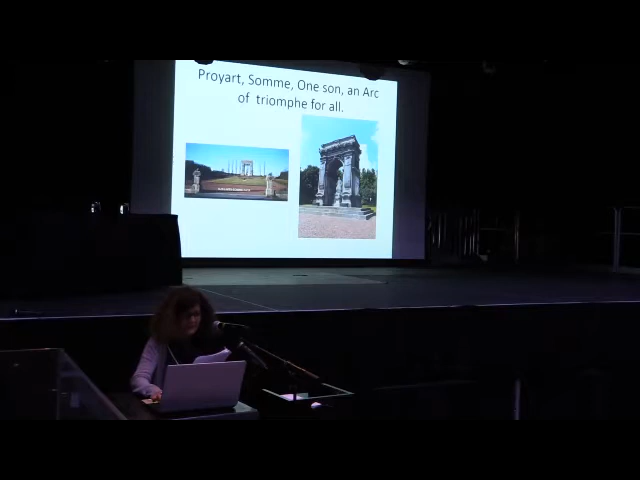 Proyart, Somme, One son, an Arc
of triomphe for all.